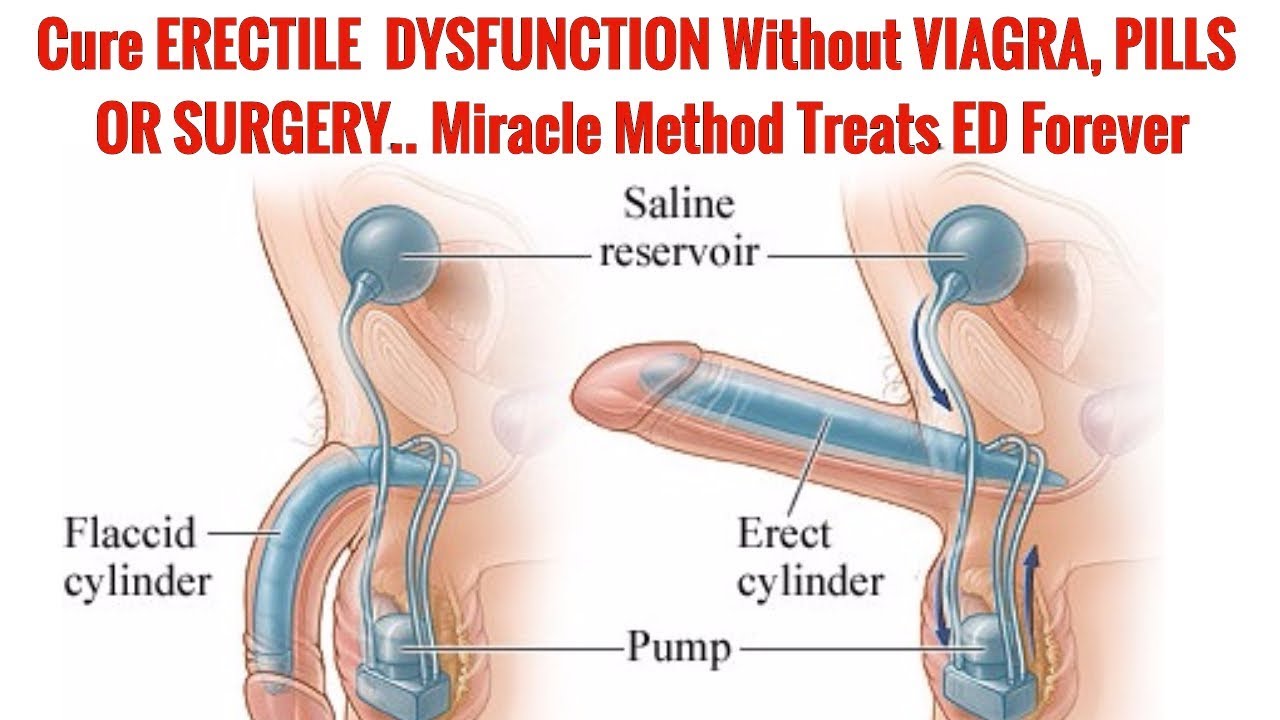 Cure ERECTILE DYSFUNCTION Without VIAGRA, PILLS
OR SURGERY.. Miracle Method Treats ED Forever
Saline
reservoir
Flaccid
cylinder
Erect
cylinder
Pump